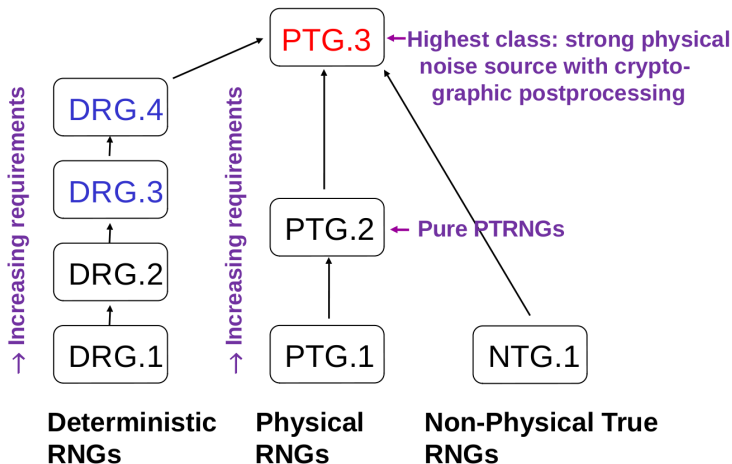 PTG.3
←Highest class: strong physical
noise source with crypto-
graphic postprocessing
DRG.4
DRG.3
DRG.2
DRG.1
→ Increasing requirements
→ Increasing requirements
PTG.2
← Pure PTRNGs
PTG.1
NTG.1
Deterministic
RNGs
Physical
RNGs
Non-Physical True
RNGs